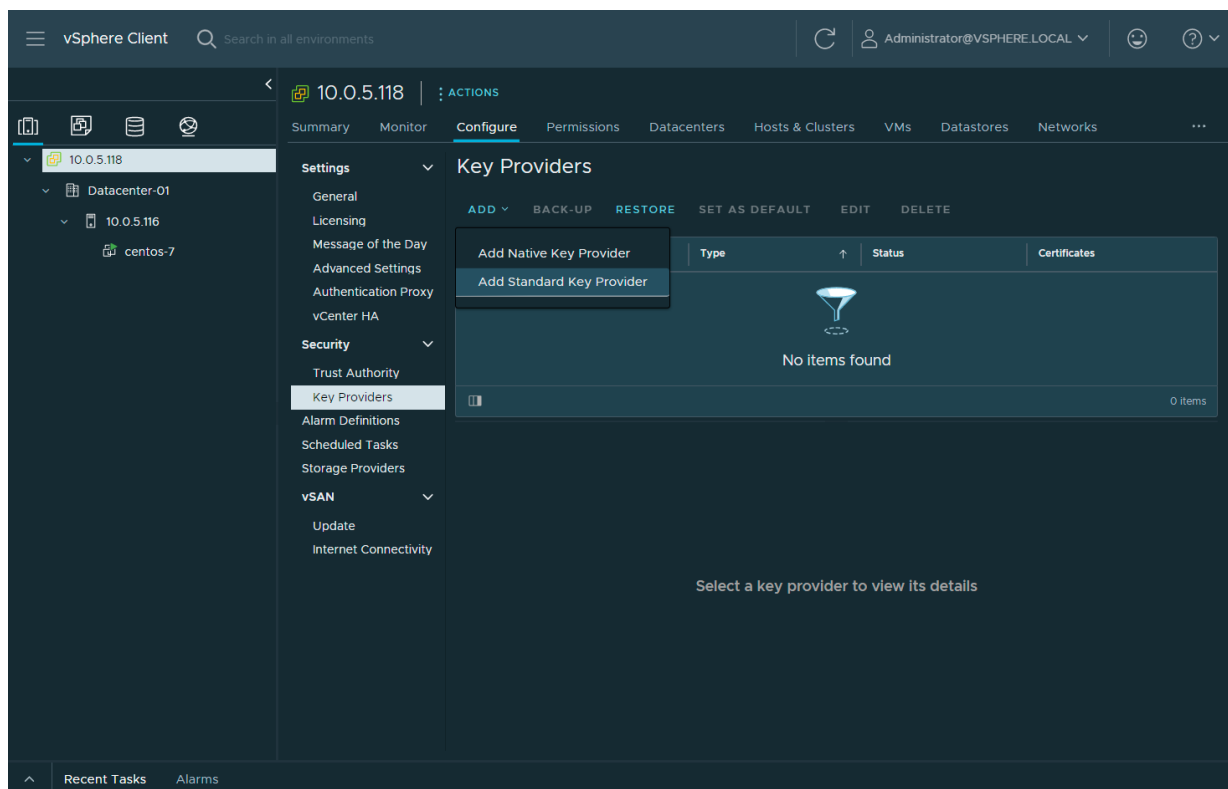 vSphere Client
Search in all environments
Administrator@VSPHERE.LOCAL
10.0.5.118
ACTIONS
Summary Monitor Configure Permissions Datacenters Hosts & Clusters VMs Datastores Networks ...
10.0.5.118
Datacenter-01
10.0.5.116
centos-7
Settings
General
Licensing
Message of the Day
Advanced Settings
Authentication Proxy
vCenter HA
Security
Trust Authority
Key Providers
Alarm Definitions
Scheduled Tasks
Storage Providers
vSAN
Update
Internet Connectivity
Key Providers
ADD BACK-UP RESTORE SET AS DEFAULT EDIT DELETE
Add Native Key Provider
Add Standard Key Provider
Type Status Certificates
No items found
0 items
Select a key provider to view its details
Recent Tasks Alarms